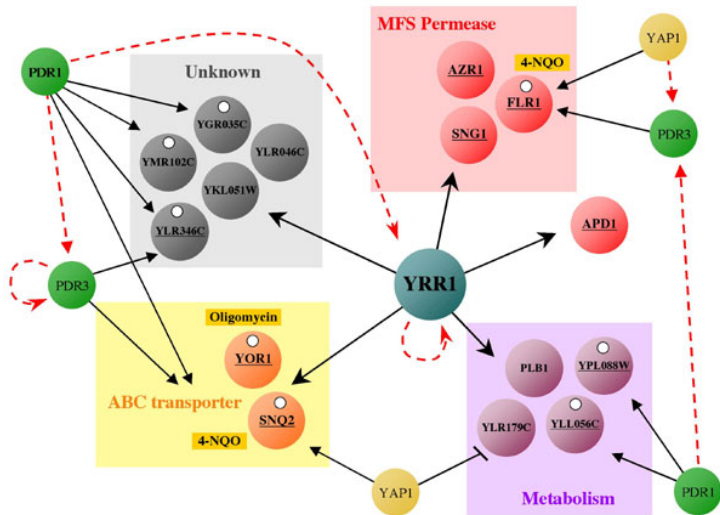 MFS Permease
YAP1
PDR1
Unknown
4-NQO
AZR1
FLR1
YGR035C
SNG1
PDR3
YMR102C
YLR046C
YKL051W
YLR346C
APD1
YRR1
PDR3
Oligomycin
YOR1
PLB1
YPL088W
ABC transporter
SNQ2
YLR179C
YLL056C
4-NQO
YAP1
Metabolism
PDR1